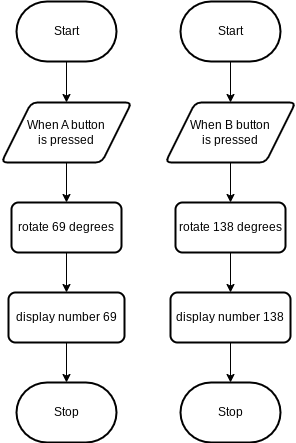 Start
When A button
is pressed
rotate 69 degrees
display number 69
Stop
Start
When B button
is pressed
rotate 138 degrees
display number 138
Stop